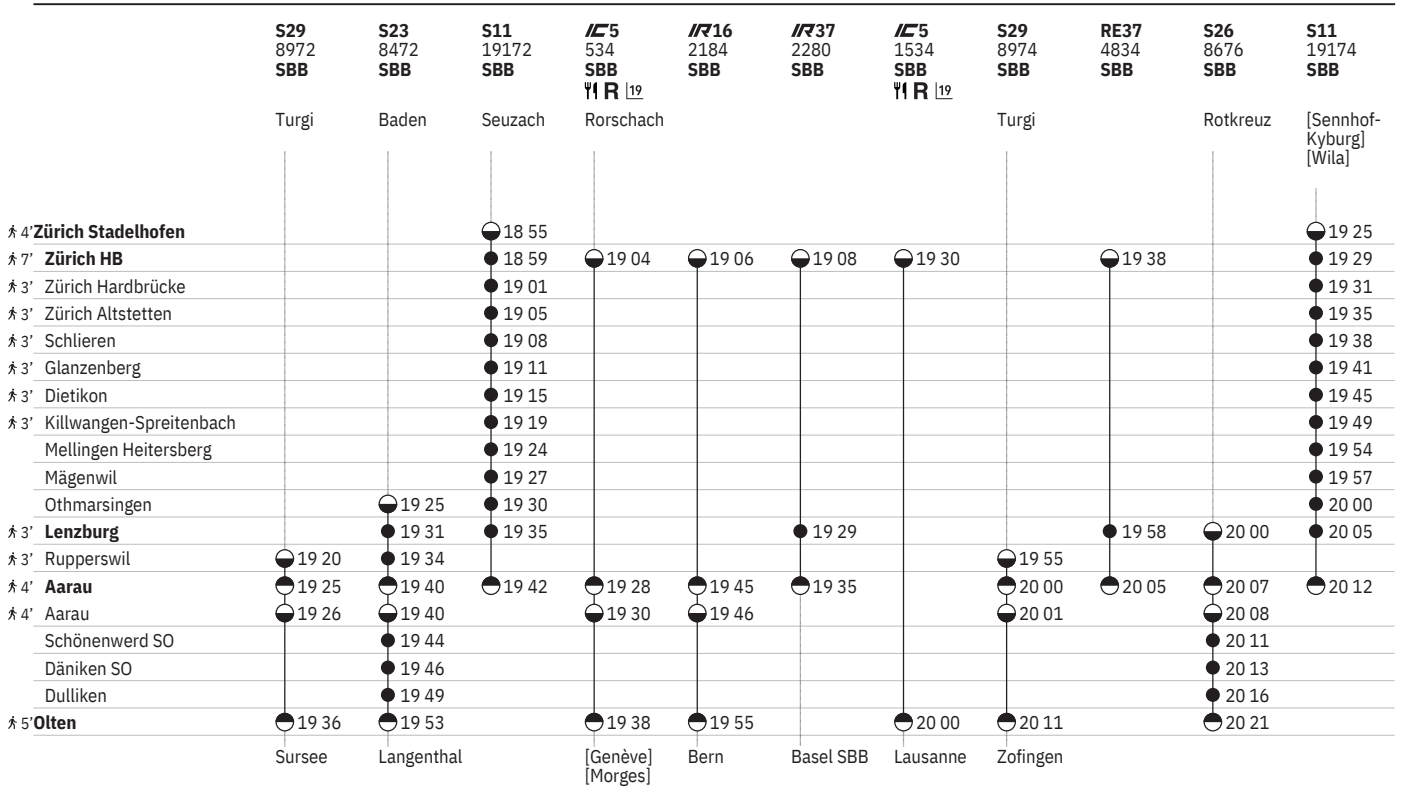 S29 S23 S11 IC5 IR16 IR37 IC5 S29 RE37 S26 S11
8972 8472 19172 534 2184 2280 1534 8974 4834 8676 19174
SBB SBB SBB SBB SBB SBB SBB SBB SBB SBB SBB
R 19 R 19
Turgi Baden Seuzach Rorschach Turgi Rotkreuz [Sennhof-
Kyburg]
[Wila]
4' Zürich Stadelhofen 18 55 19 25
7' Zürich HB 18 59 19 04 19 06 19 08 19 30 19 38 19 29
3' Zürich Hardbrücke 19 01 19 31
3' Zürich Altstetten 19 05 19 35
3' Schlieren 19 08 19 38
3' Glanzenberg 19 11 19 41
3' Dietikon 19 15 19 45
3' Killwangen-Spreitenbach 19 19 19 49
Mellingen Heitersberg 19 24 19 54
Mägenwil 19 27 19 57
Othmarsingen 19 25 19 30 20 00
3' Lenzburg 19 31 19 35 19 29 19 58 20 00 20 05
3' Rupperswil 19 20 19 34 19 55
4' Aarau 19 25 19 40 19 42 19 28 19 45 19 35 20 00 20 05 20 07 20 12
4' Aarau 19 26 19 40 19 30 19 46 20 01 20 08
Schönenwerd SO 19 44 20 11
Däniken SO 19 46 20 13
Dulliken 19 49 20 16
5' Olten 19 36 19 53 19 38 19 55 20 00 20 11 20 21
Sursee Langenthal [Genève] Bern Basel SBB Lausanne Zofingen
[Morges]